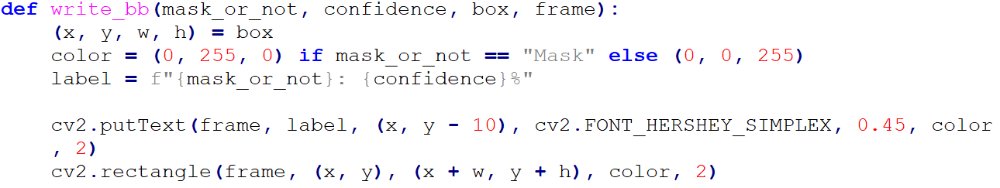 def write_bb(mask_or_not, confidence, box, frame):
    (x, y, w, h) = box
    color = (0, 255, 0) if mask_or_not == "Mask" else (0, 0, 255)
    label = f"{mask_or_not}: {confidence}%"

    cv2.putText(frame, label, (x, y - 10), cv2.FONT_HERSHEY_SIMPLEX, 0.45, color
    , 2)
    cv2.rectangle(frame, (x, y), (x + w, y + h), color, 2)